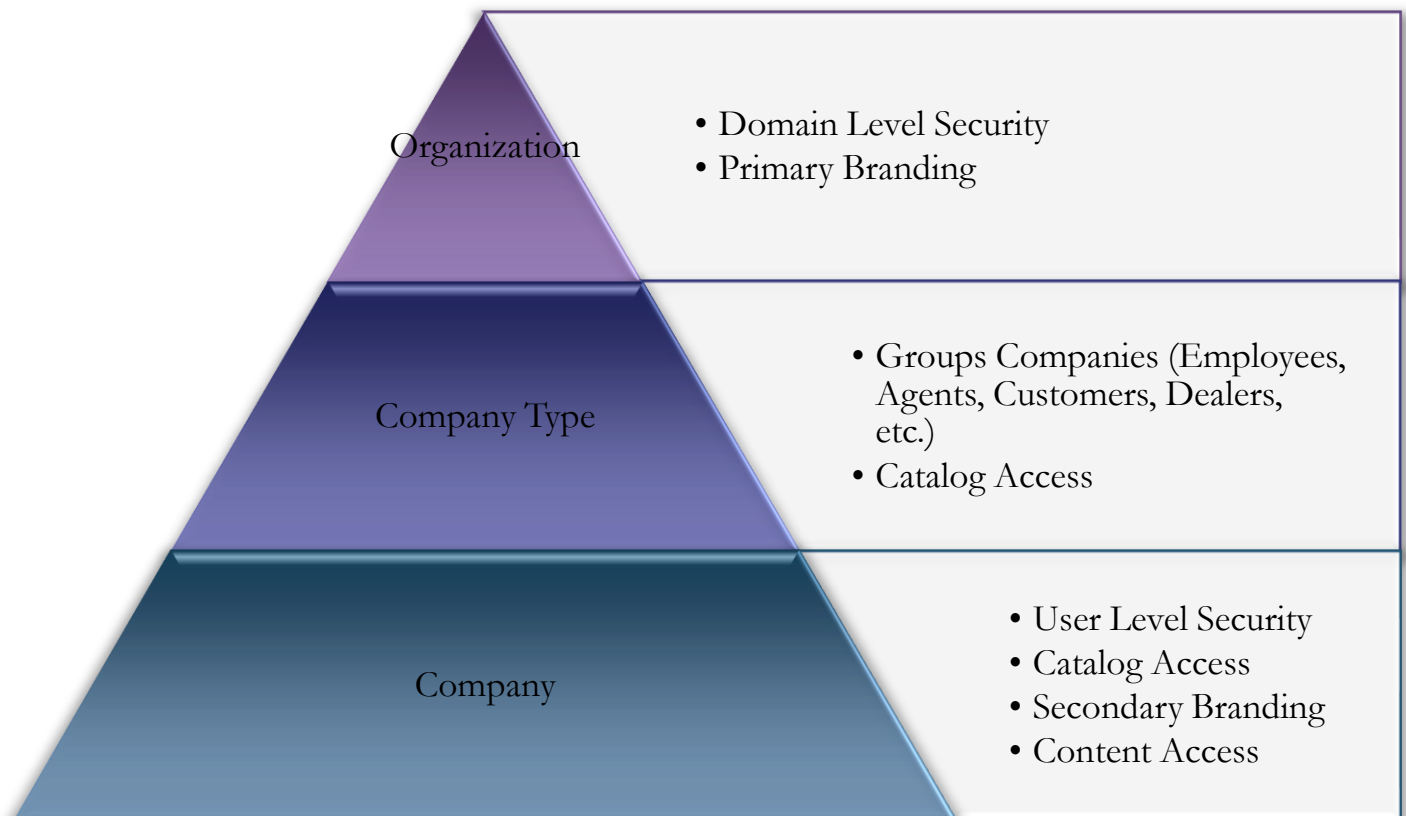 Organization
• Domain Level Security
• Primary Branding
Company Type
• Groups Companies (Employees,
Agents, Customers, Dealers,
etc.)
• Catalog Access
Company
• User Level Security
• Catalog Access
• Secondary Branding
• Content Access